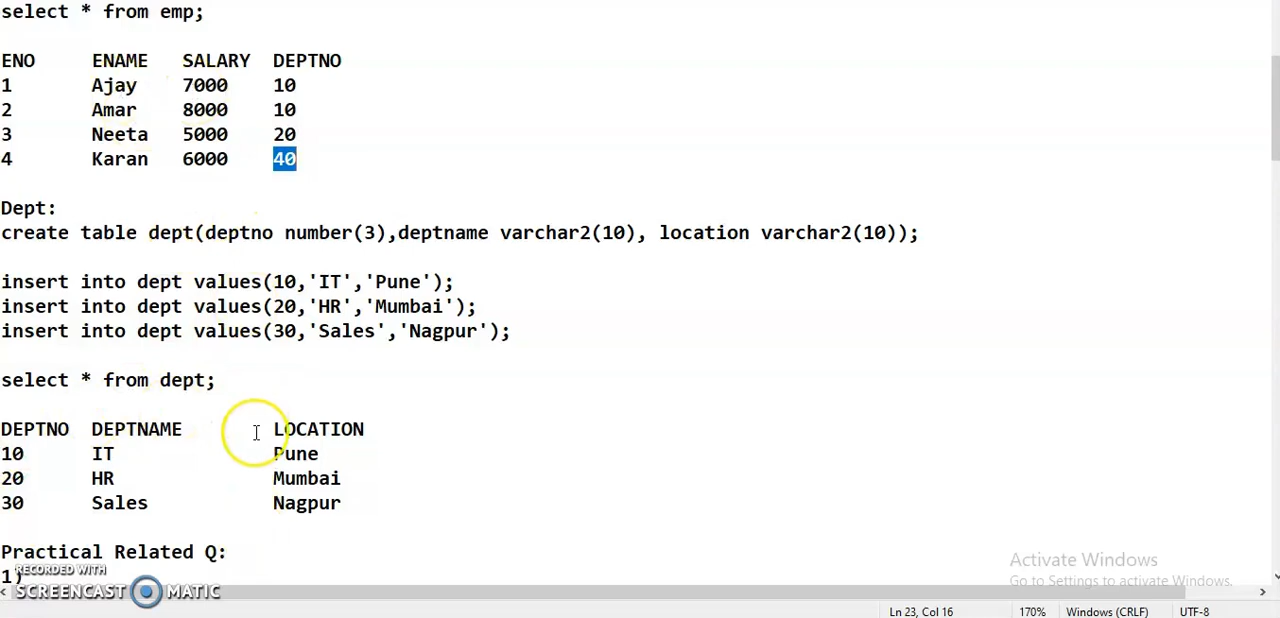 select * from emp;
ENO ENAME SALARY DEPTNO
1 Ajay 7000 10
2 Amar 8000 10
3 Neeta 5000 20
4 Karan 6000 40
Dept:
create table dept(deptno number(3),deptname varchar2(10), location varchar2(10));
insert into dept values(10,'IT','Pune');
insert into dept values(20,'HR','Mumbai');
insert into dept values(30,'Sales','Nagpur');
select * from dept;
DEPTNO DEPTNAME LOCATION
10 IT Pune
20 HR Mumbai
30 Sales Nagpur
Practical Related Q:
1)
RECORDED WITH
SCREENCAST MATIC
Activate Windows
Go to Settings to activate Windows.
Ln 23, Col 16 170% Windows (CRLF) UTF-8